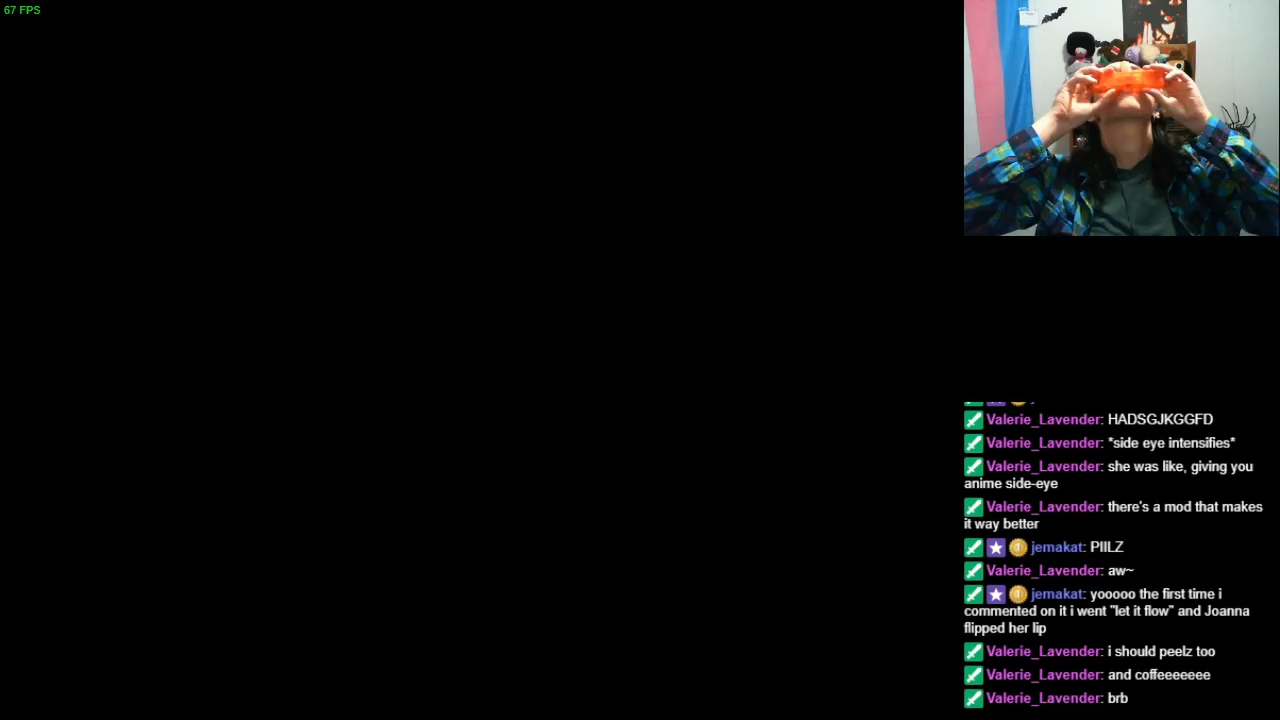 67 FPS
Valerie_Lavender: HADSGJKGGFD
Valerie_Lavender: *side eye intensifies*
Valerie_Lavender: she was like, giving you
anime side-eye
Valerie_Lavender: there's a mod that makes
it way better
jemakat: PIILZ
Valerie_Lavender: aw~
jemakat: yooooo the first time i
commented on it i went "let it flow" and Joanna
flipped her lip
Valerie_Lavender: i should peelz too
Valerie_Lavender: and coffeeeeeee
Valerie_Lavender: brb